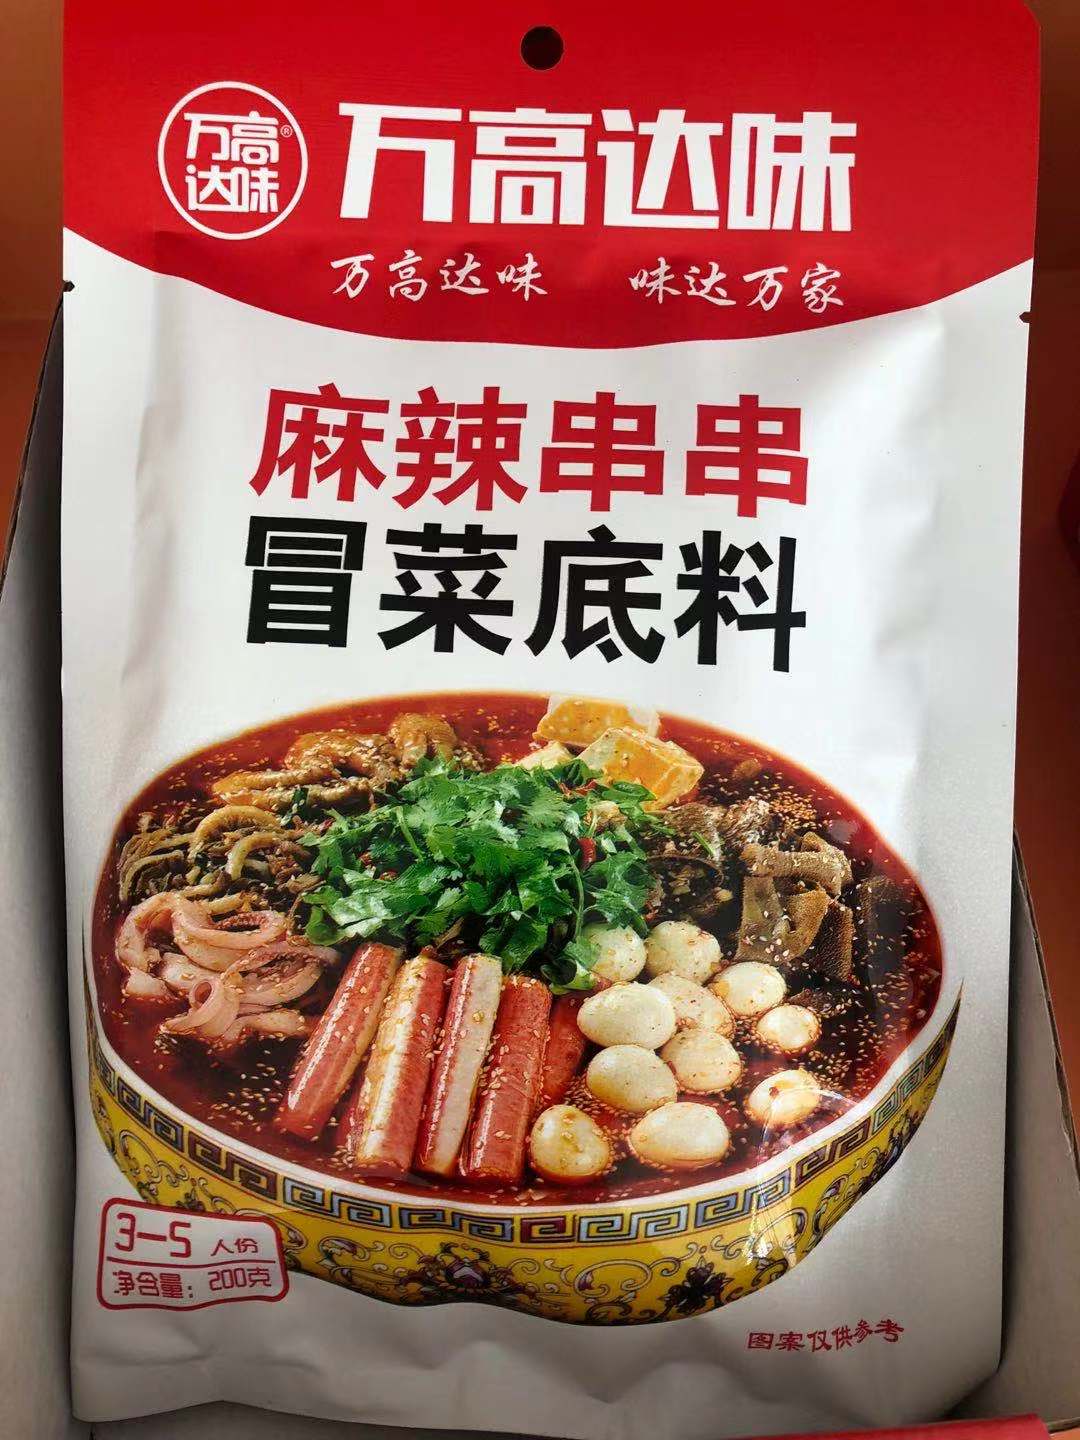 万高®
达味
万高达味
万高达味 味达万家
麻辣串串
冒菜底料
3-5 人份
净含量：200克
图案仅供参考